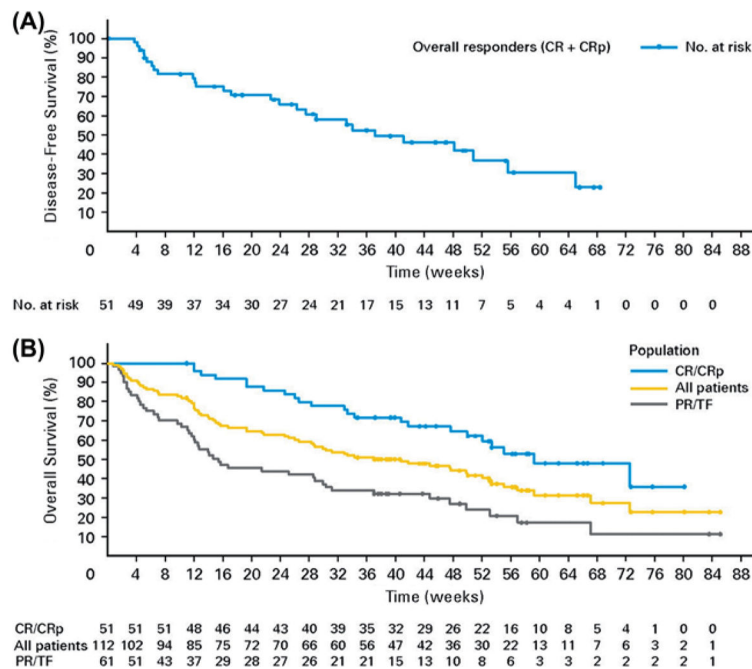 (A)
100
90
80
70
60
50
40
30
20
10
Disease-Free Survival (%)
Overall responders (CR + CRp) No. at risk
0 4 8 12 16 20 24 28 32 36 40 44 48 52 56 60 64 68 72 76 80 84 88
Time (weeks)
No. at risk 51 49 39 37 34 30 27 24 21 17 15 13 11 7 5 4 4 1 0 0 0 0
(B)
100
90
80
70
60
50
40
30
20
10
Overall Survival (%)
Population
CR/CRp
All patients
PR/TF
0 4 8 12 16 20 24 28 32 36 40 44 48 52 56 60 64 68 72 76 80 84 88
Time (weeks)
CR/CRp 51 51 51 48 46 44 43 40 39 35 32 29 26 22 16 10 8 5 4 1 0 0
All patients 112 102 94 85 75 72 70 66 60 56 47 42 36 30 22 13 11 7 6 3 2 1
PR/TF 61 51 43 37 29 28 27 26 21 21 15 13 10 8 6 3 3 2 2 2 2 1